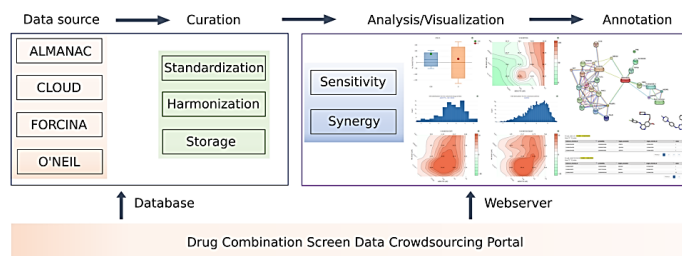 Data source
Curation
Analysis/Visualization
Annotation
ALMANAC
CLOUD
FORCINA
O'NEIL
Standardization
Harmonization
Storage
Sensitivity
Synergy
Database
Webserver
Drug Combination Screen Data Crowdsourcing Portal